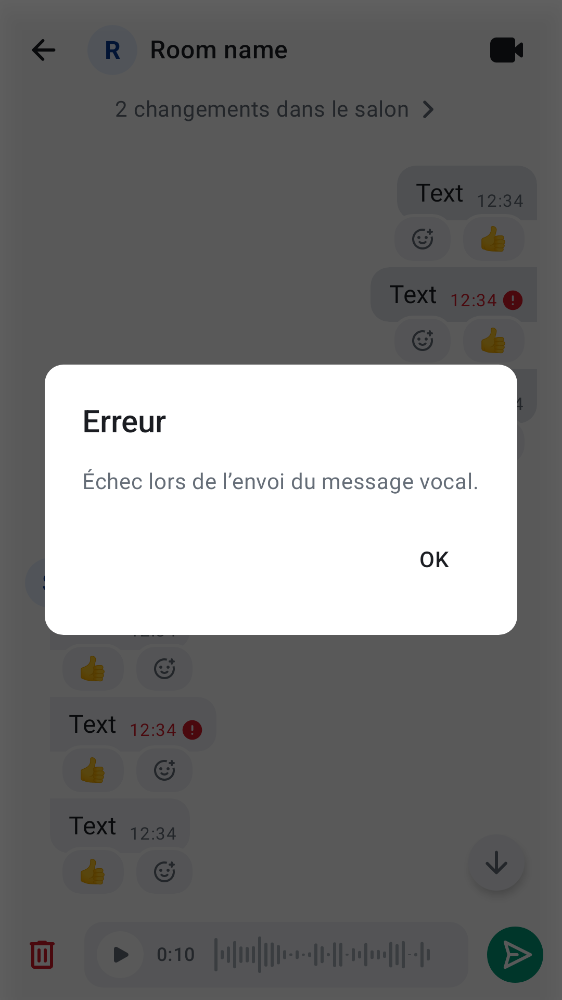 R Room name
2 changements dans le salon
Text 12:34
Text 12:34
Erreur
Échec lors de l’envoi du message vocal.
OK
Text 12:34
Text 12:34
0:10